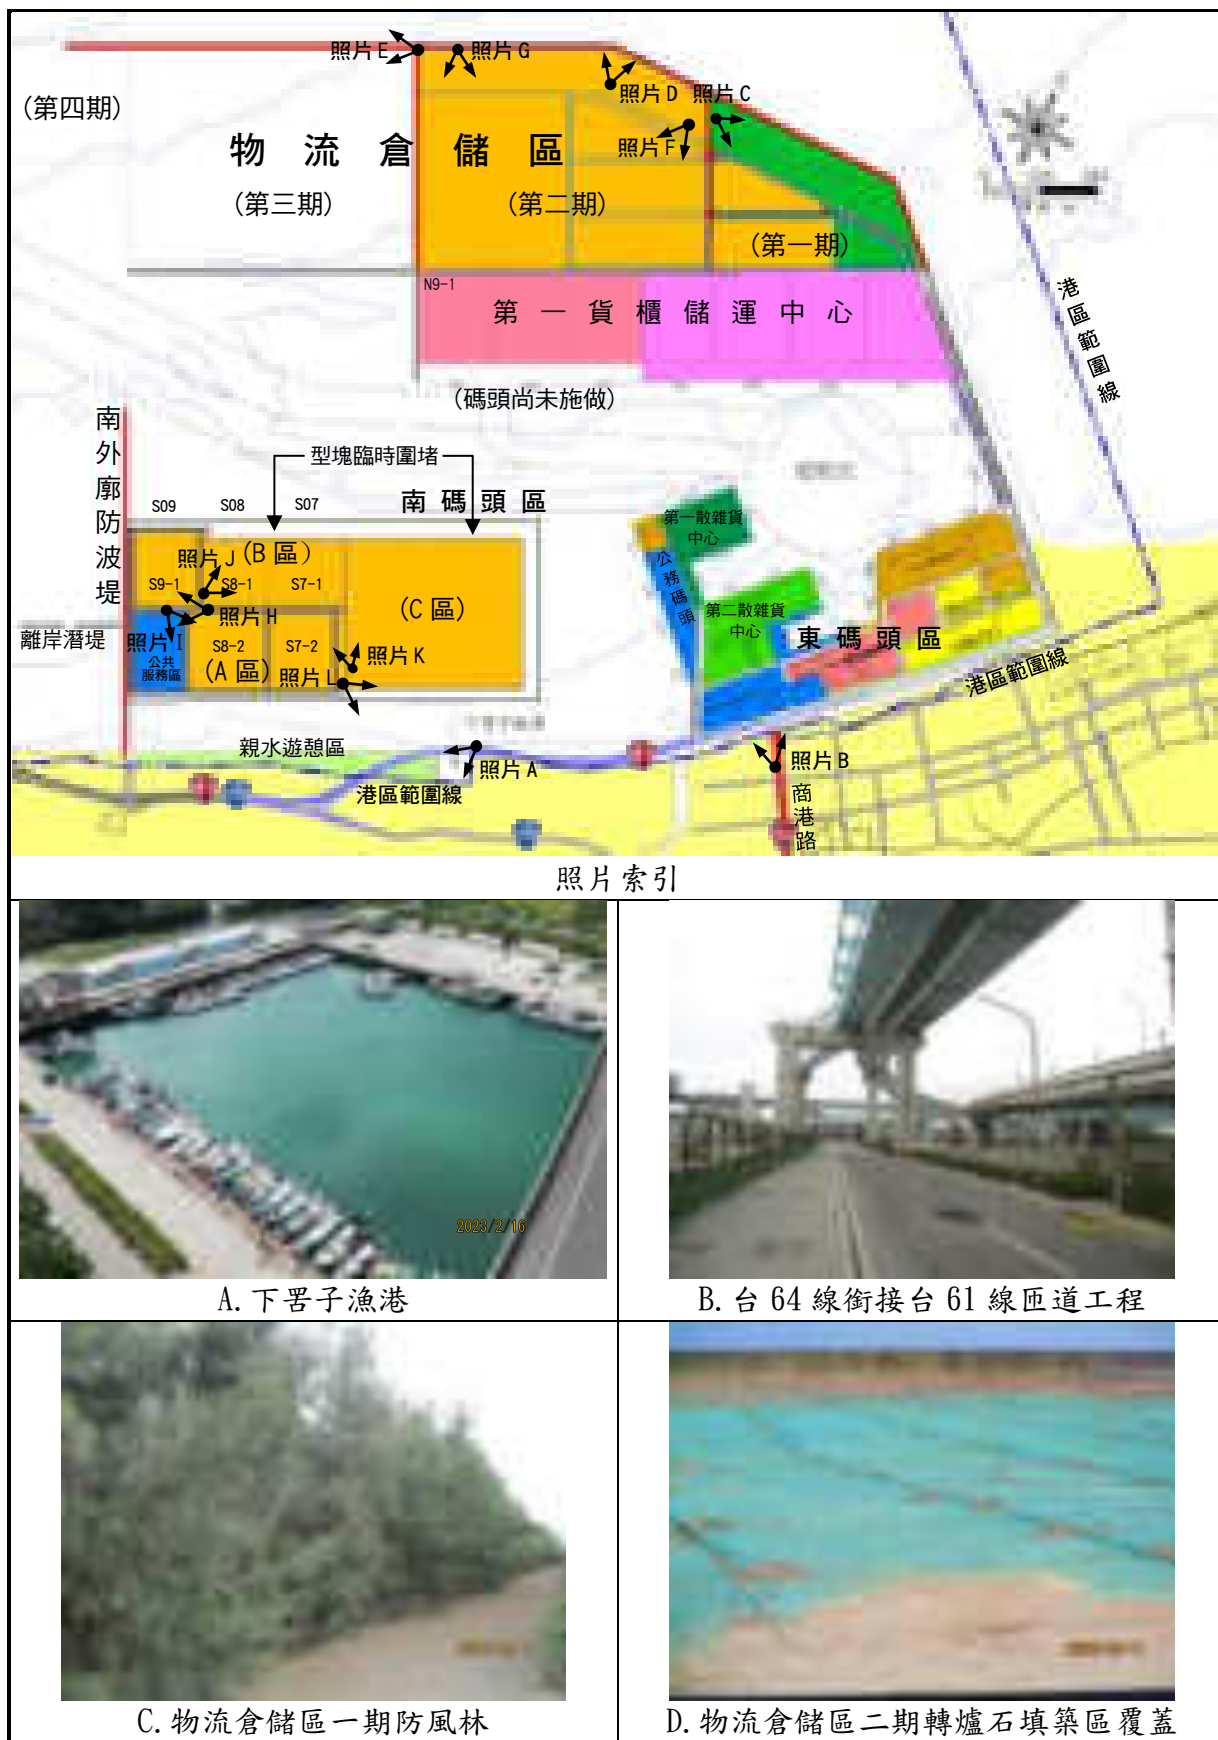 照片E
照片G
(第四期)
照片D
照片C
物流倉儲區
照片F
(第三期)
(第二期)
(第一期)
港區範圍線
N9-1
第一貨櫃儲運中心
(碼頭尚未施做)
南外廓防波堤
型塊臨時圍堵
S09
S08
S07
南碼頭區
第一散雜貨
中心
照片J
(B區)
公務碼頭
S9-1
S8-1
S7-1
(C區)
第二散雜貨
中心
離岸潛堤
照片I
照片H
東碼頭區
公共
服務區
S8-2
S7-2
照片K
(A區)
照片L
港區範圍線
親水遊憩區
照片A
照片B
港區範圍線
商港路
照片索引
2023/2/16
A.下罟子漁港
B.台64線銜接台61線匝道工程
C.物流倉儲區一期防風林
D.物流倉儲區二期轉爐石填築區覆蓋